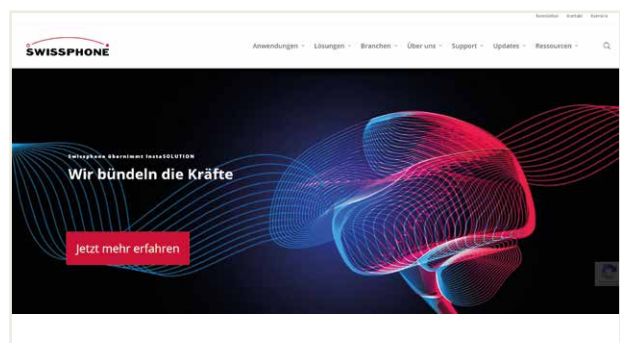 Newsletter Kontakt Karriere
SWISSPHONE
Anwendungen Lösungen Branchen Über uns Support Updates Ressourcen
Swissphone übernimmt InstaSOLUTION
Wir bündeln die Kräfte
Jetzt mehr erfahren